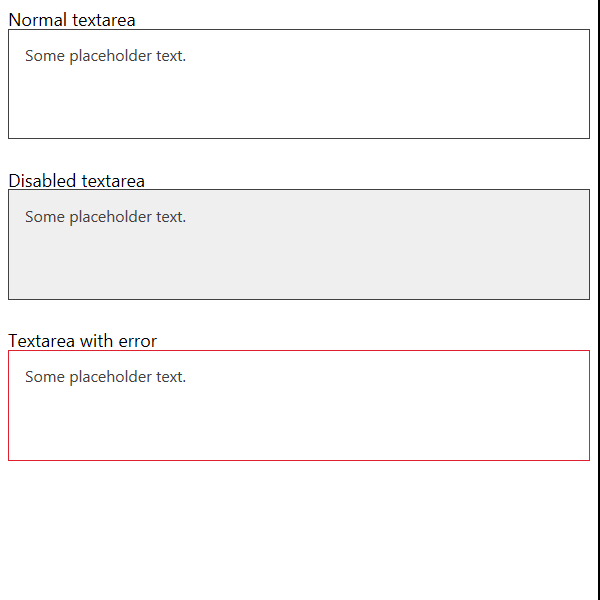 Normal textarea
Some placeholder text.
Disabled textarea
Some placeholder text.
Textarea with error
Some placeholder text.